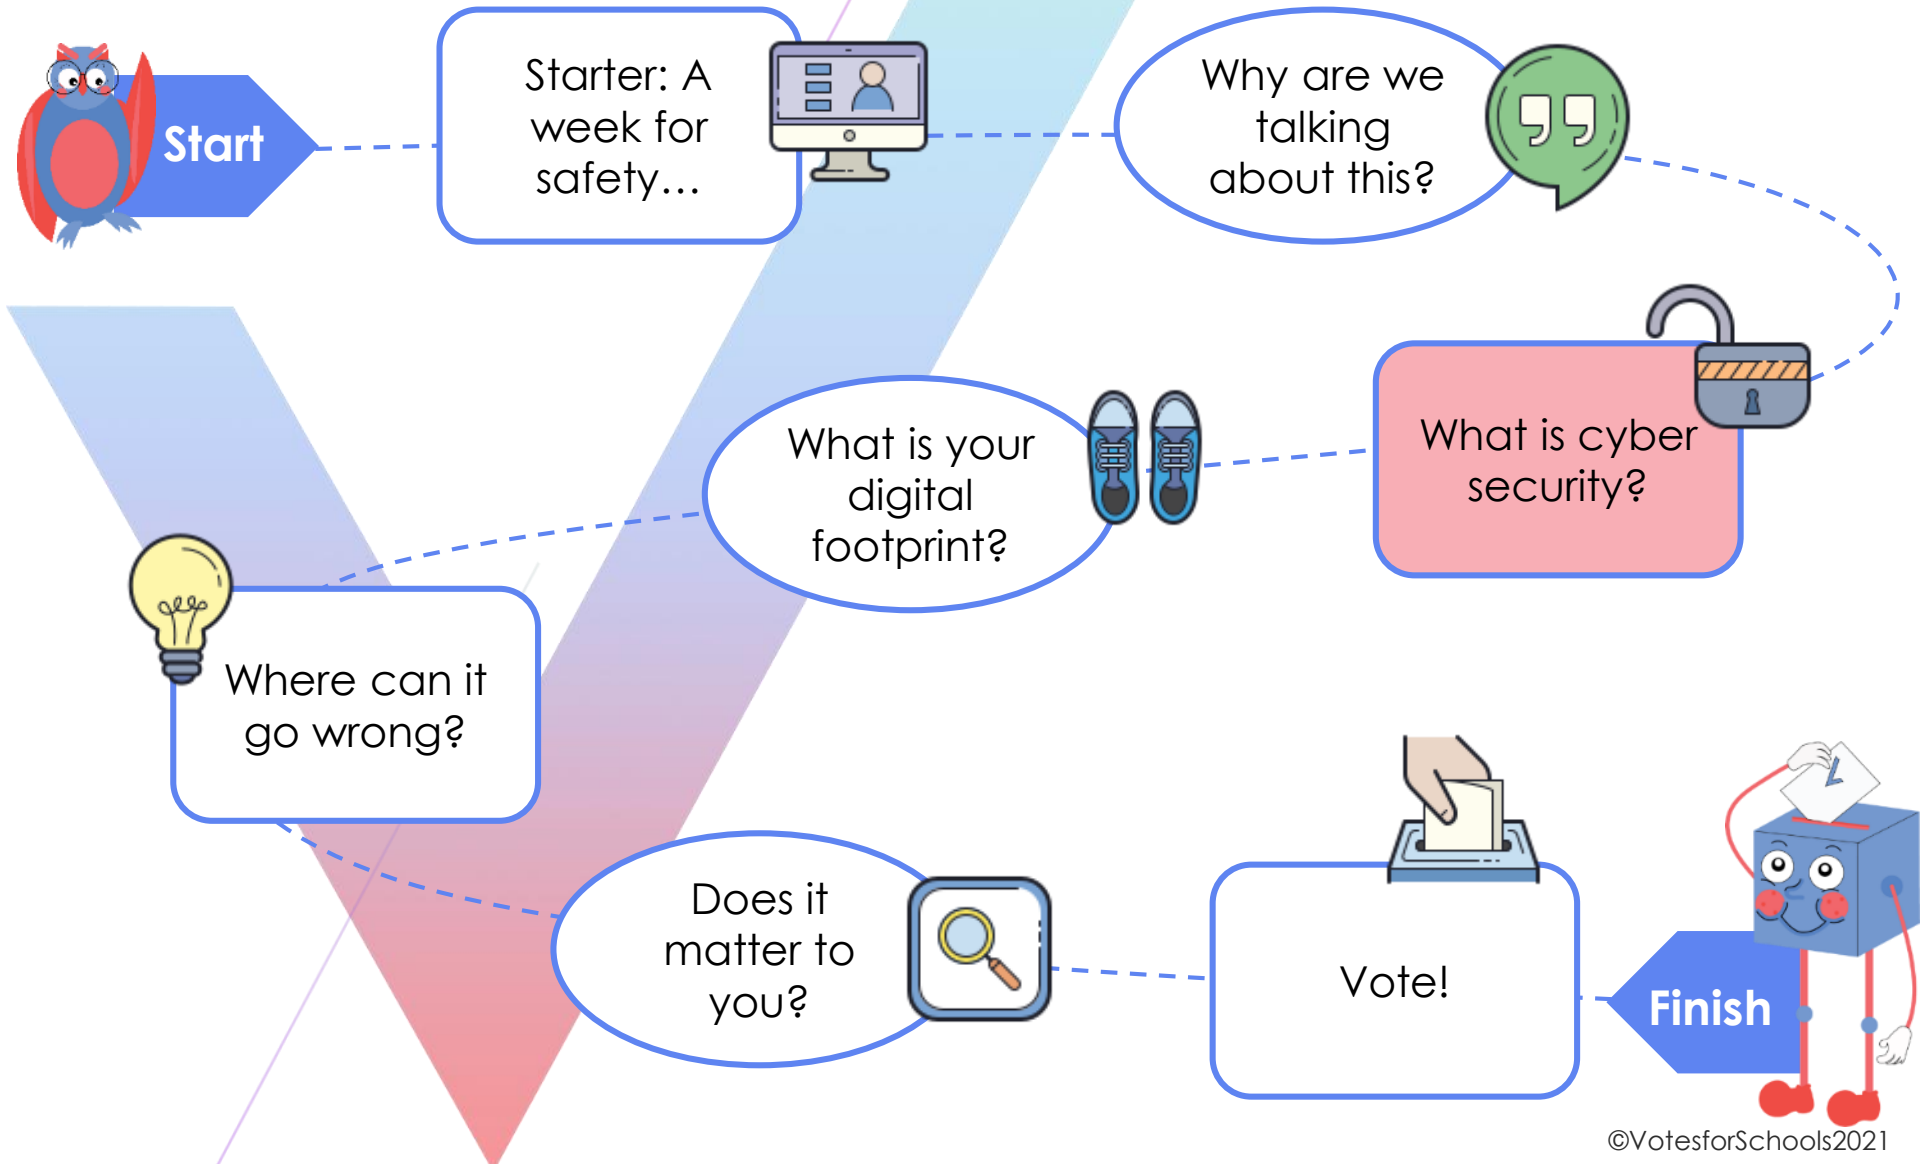 Start
Starter: A
week for
safety...
Why are we
talking
about this?
What is cyber
security?
What is your
digital
footprint?
Where can it
go wrong?
Does it
matter to
you?
Vote!
Finish
©VotesforSchools2021